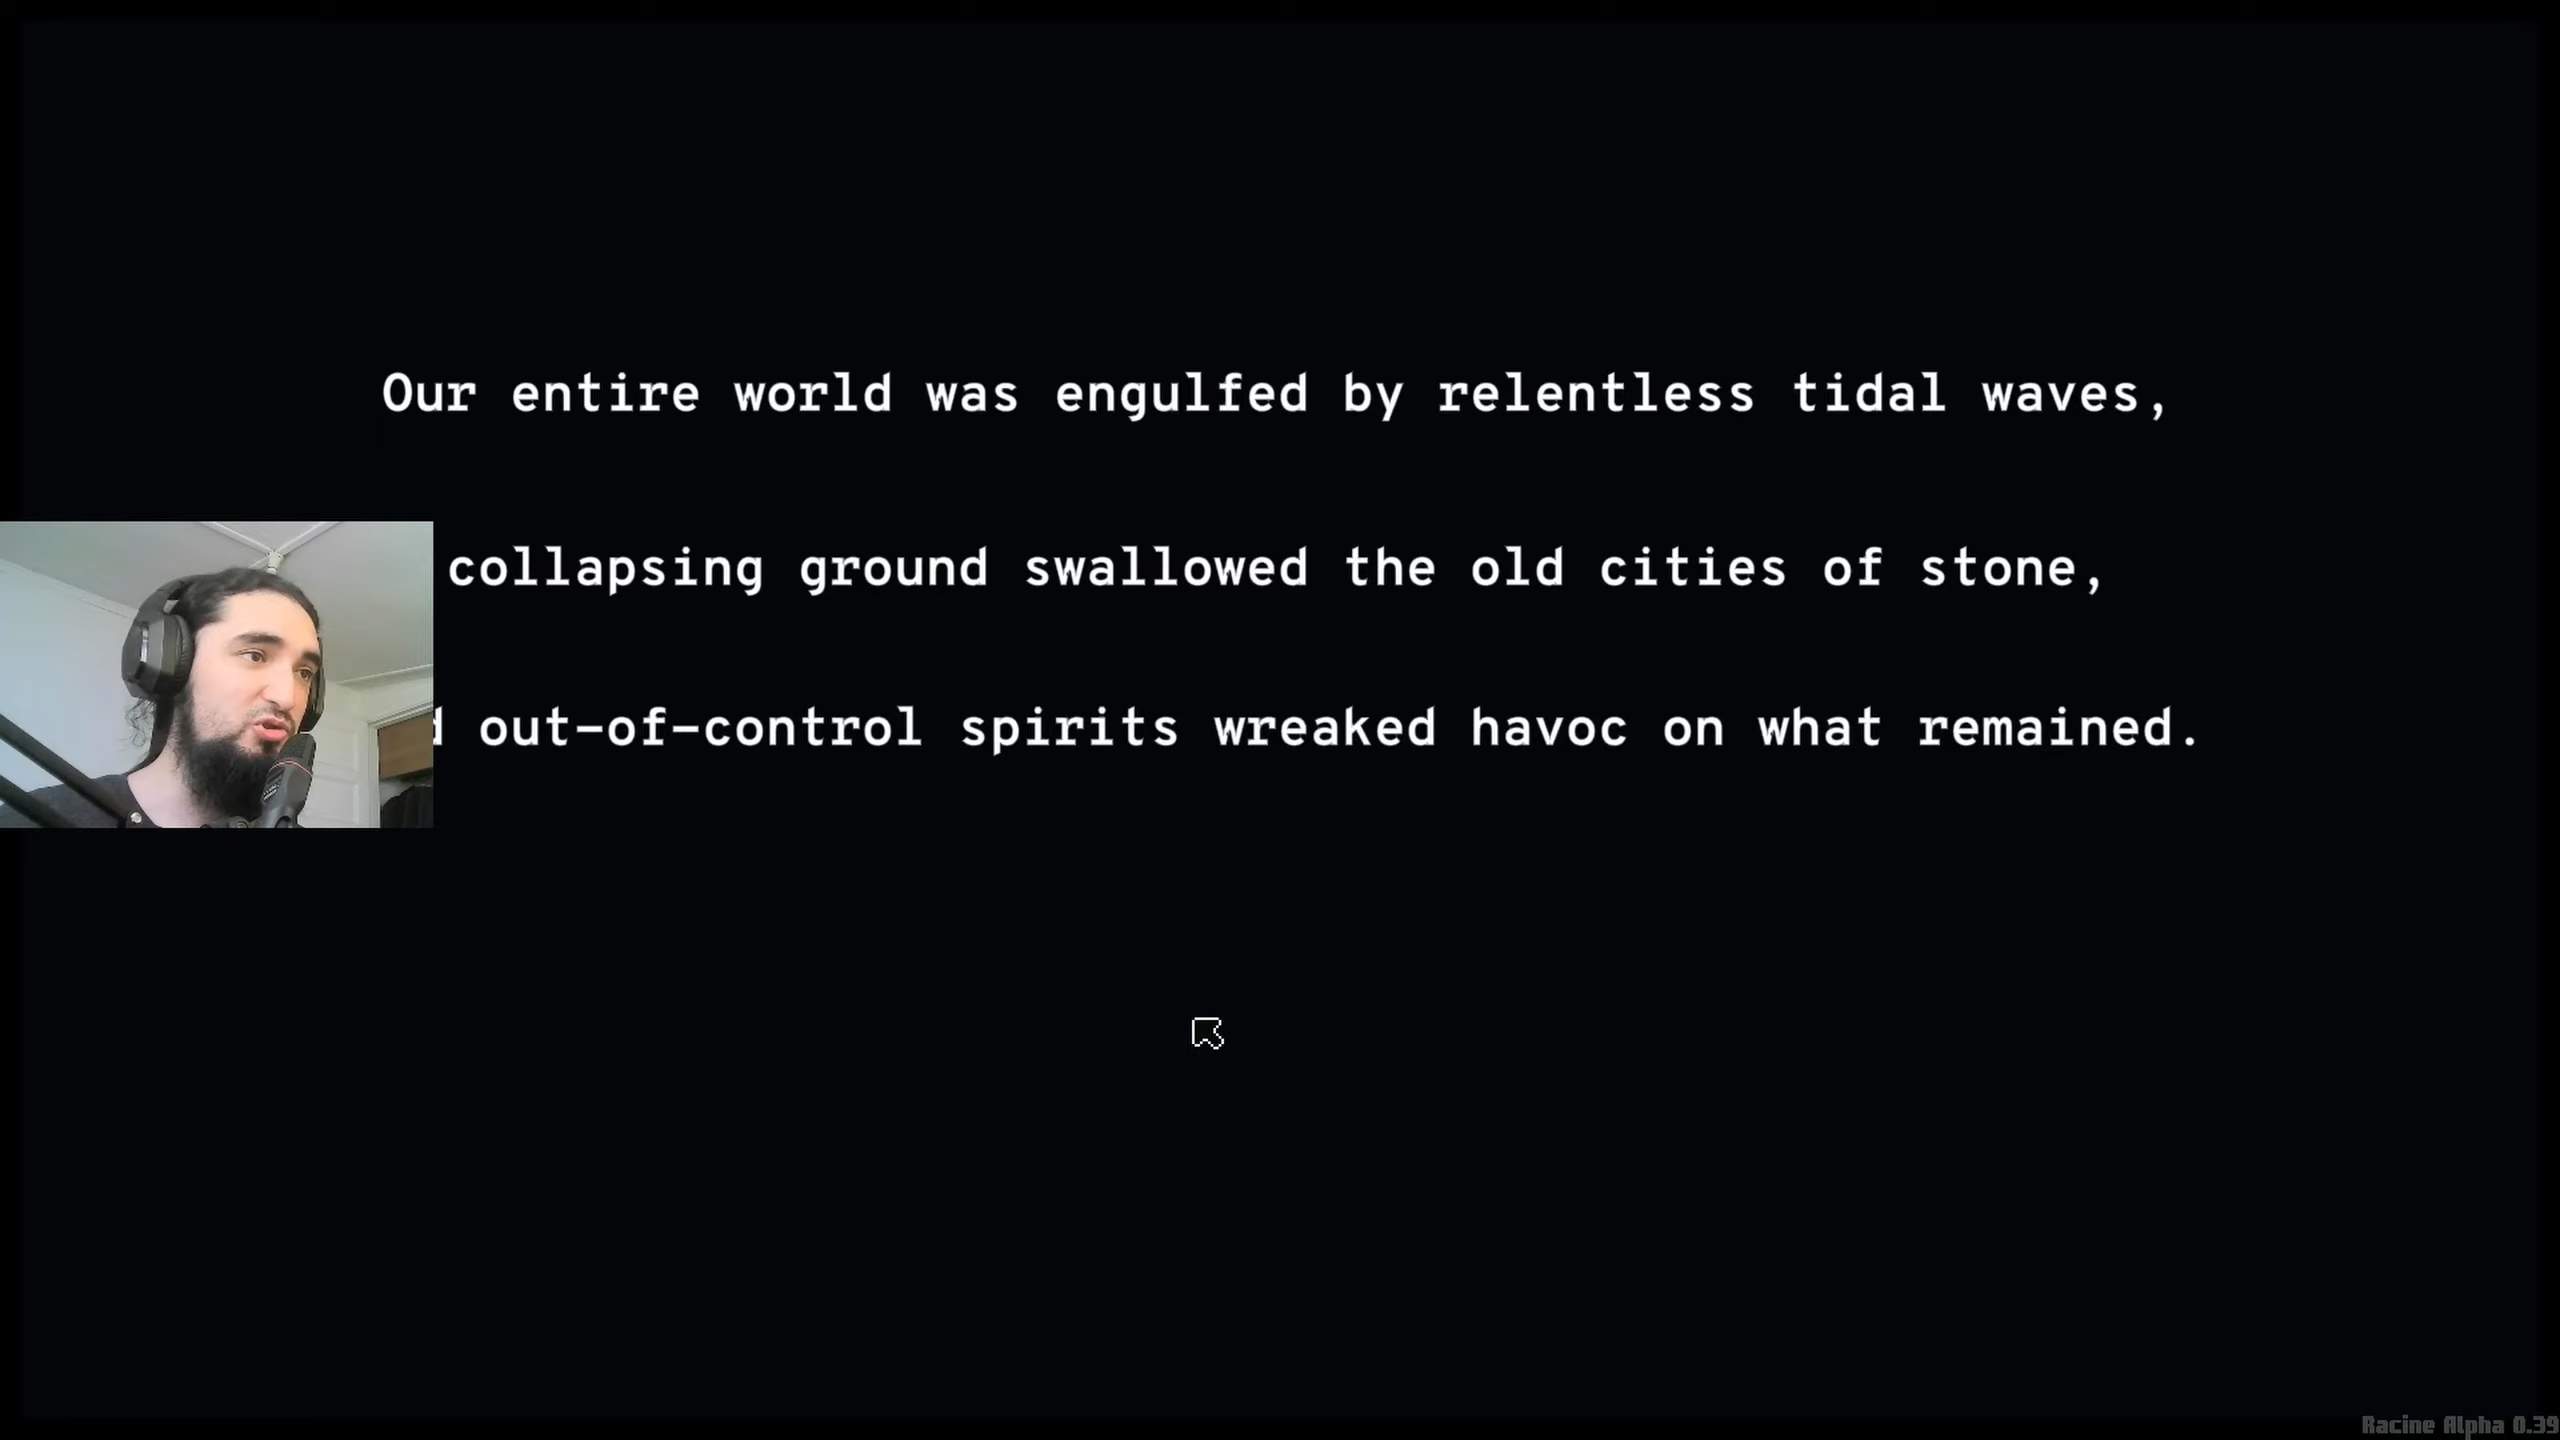 Our entire world was engulfed by relentless tidal waves,
collapsing ground swallowed the old cities of stone,
out-of-control spirits wreaked havoc on what remained.
Racine Alpha 0.39